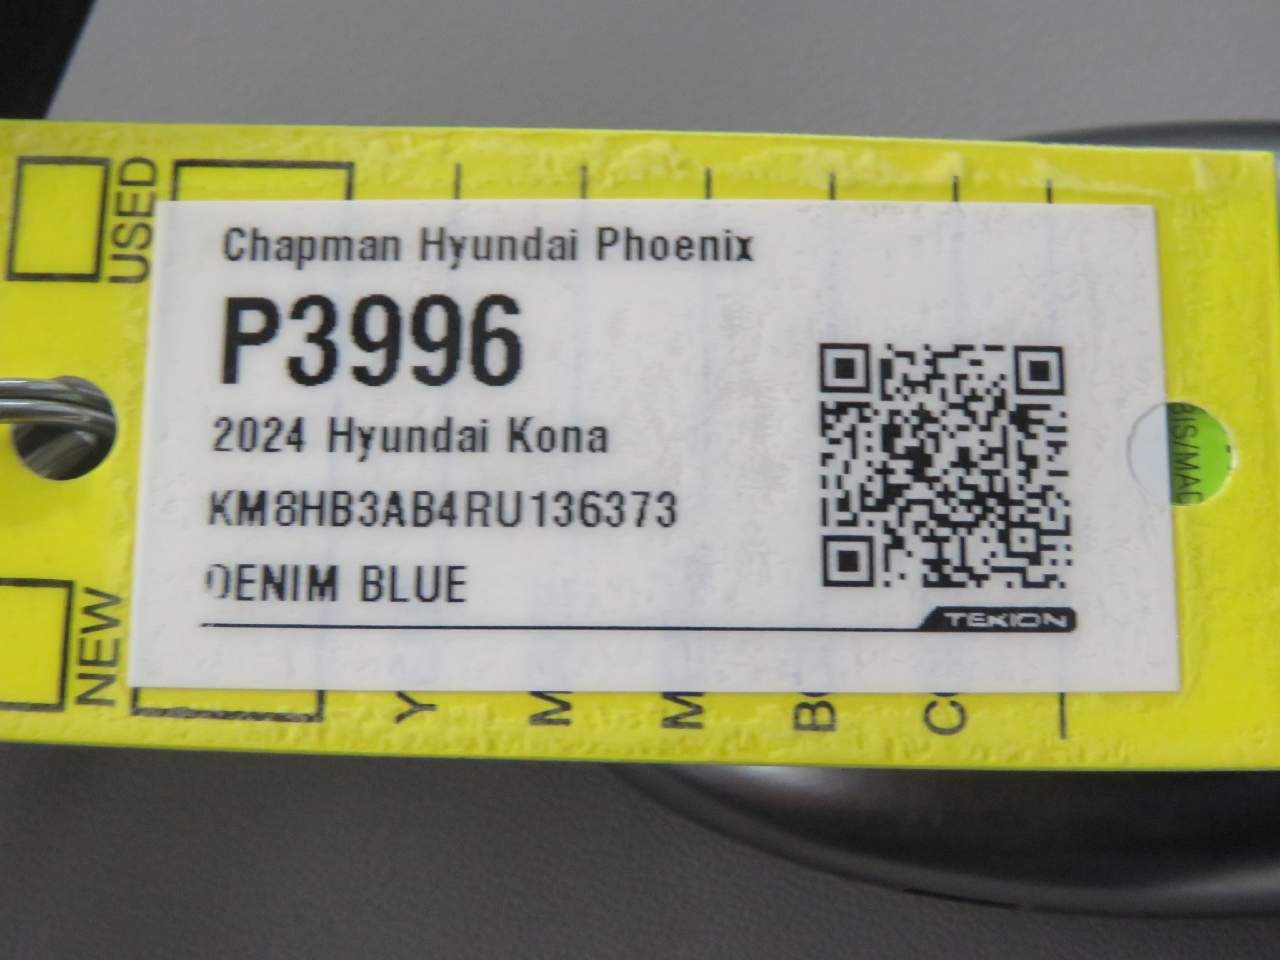 USED
Chapman Hyundai Phoenix
P3996
2024 Hyundai Kona
KM8HB3AB4RU136373
DENIM BLUE
TEKION
NEW
Y
M
M